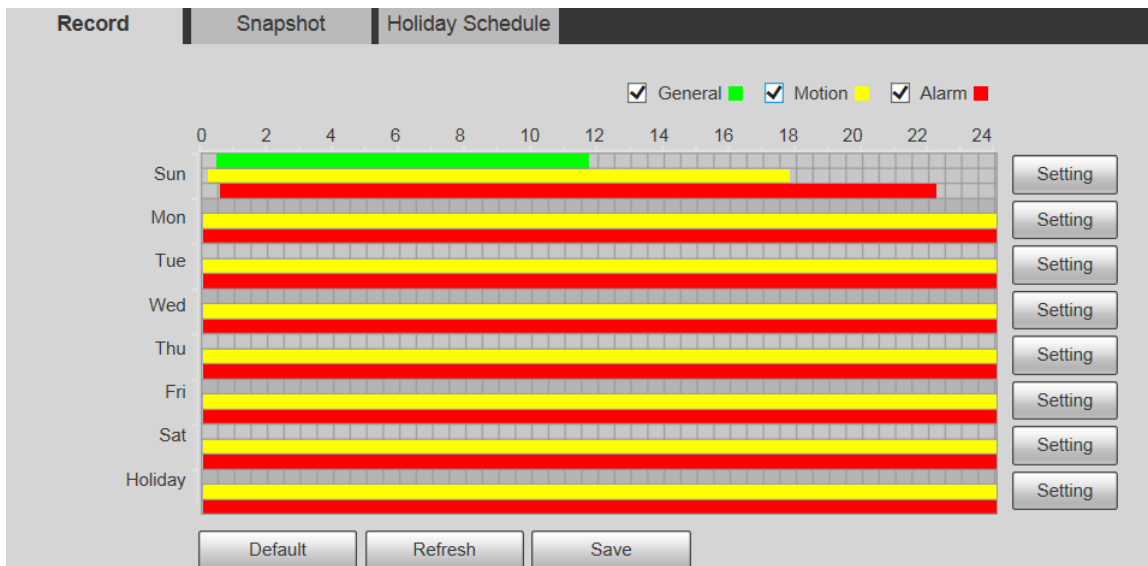 Record Snapshot Holiday Schedule
General Motion Alarm
0 2 4 6 8 10 12 14 16 18 20 22 24
Sun Setting
Mon Setting
Tue Setting
Wed Setting
Thu Setting
Fri Setting
Sat Setting
Holiday Setting
Default Refresh Save